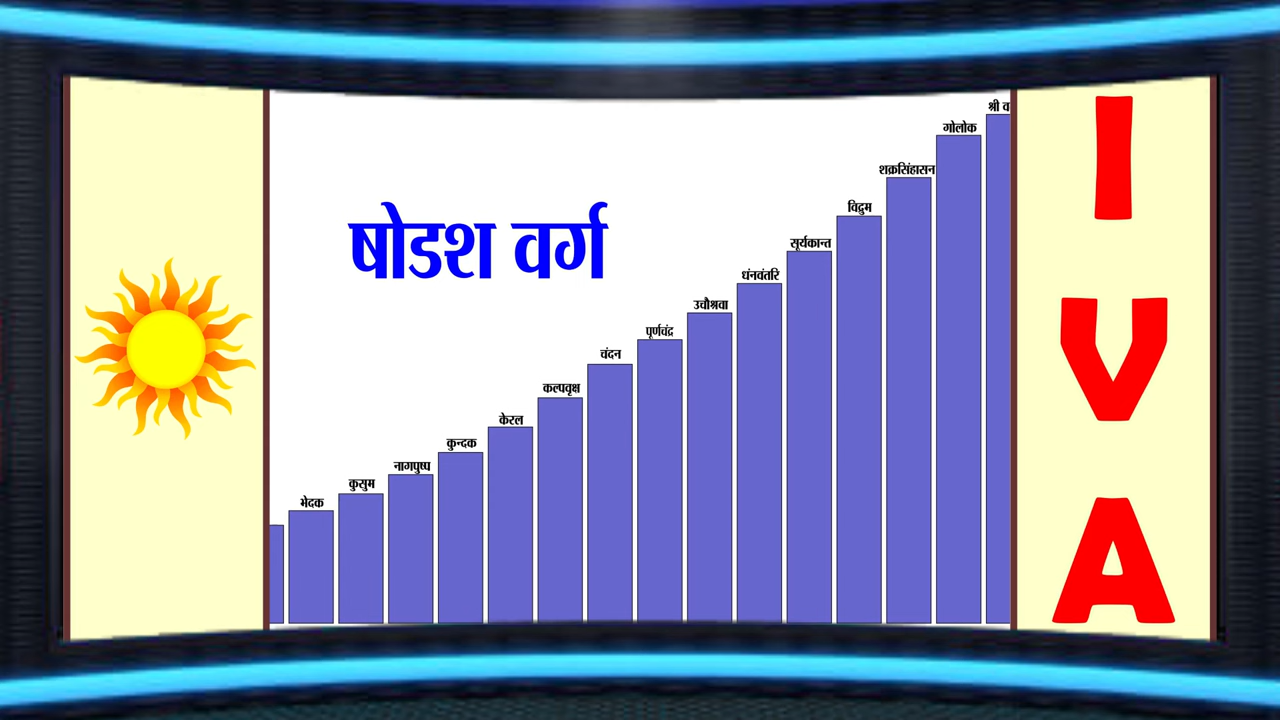 षोडश वर्ग
भेदक
कुसुम
नागपुष्प
कुन्दक
केरल
कल्पवृक्ष
चंदन
पूर्णचंद्र
उचौश्रवा
धंनवंतरि
सूर्यकान्त
विद्रुम
शक्रसिंहासन
गोलोक
श्री व
I
V
A